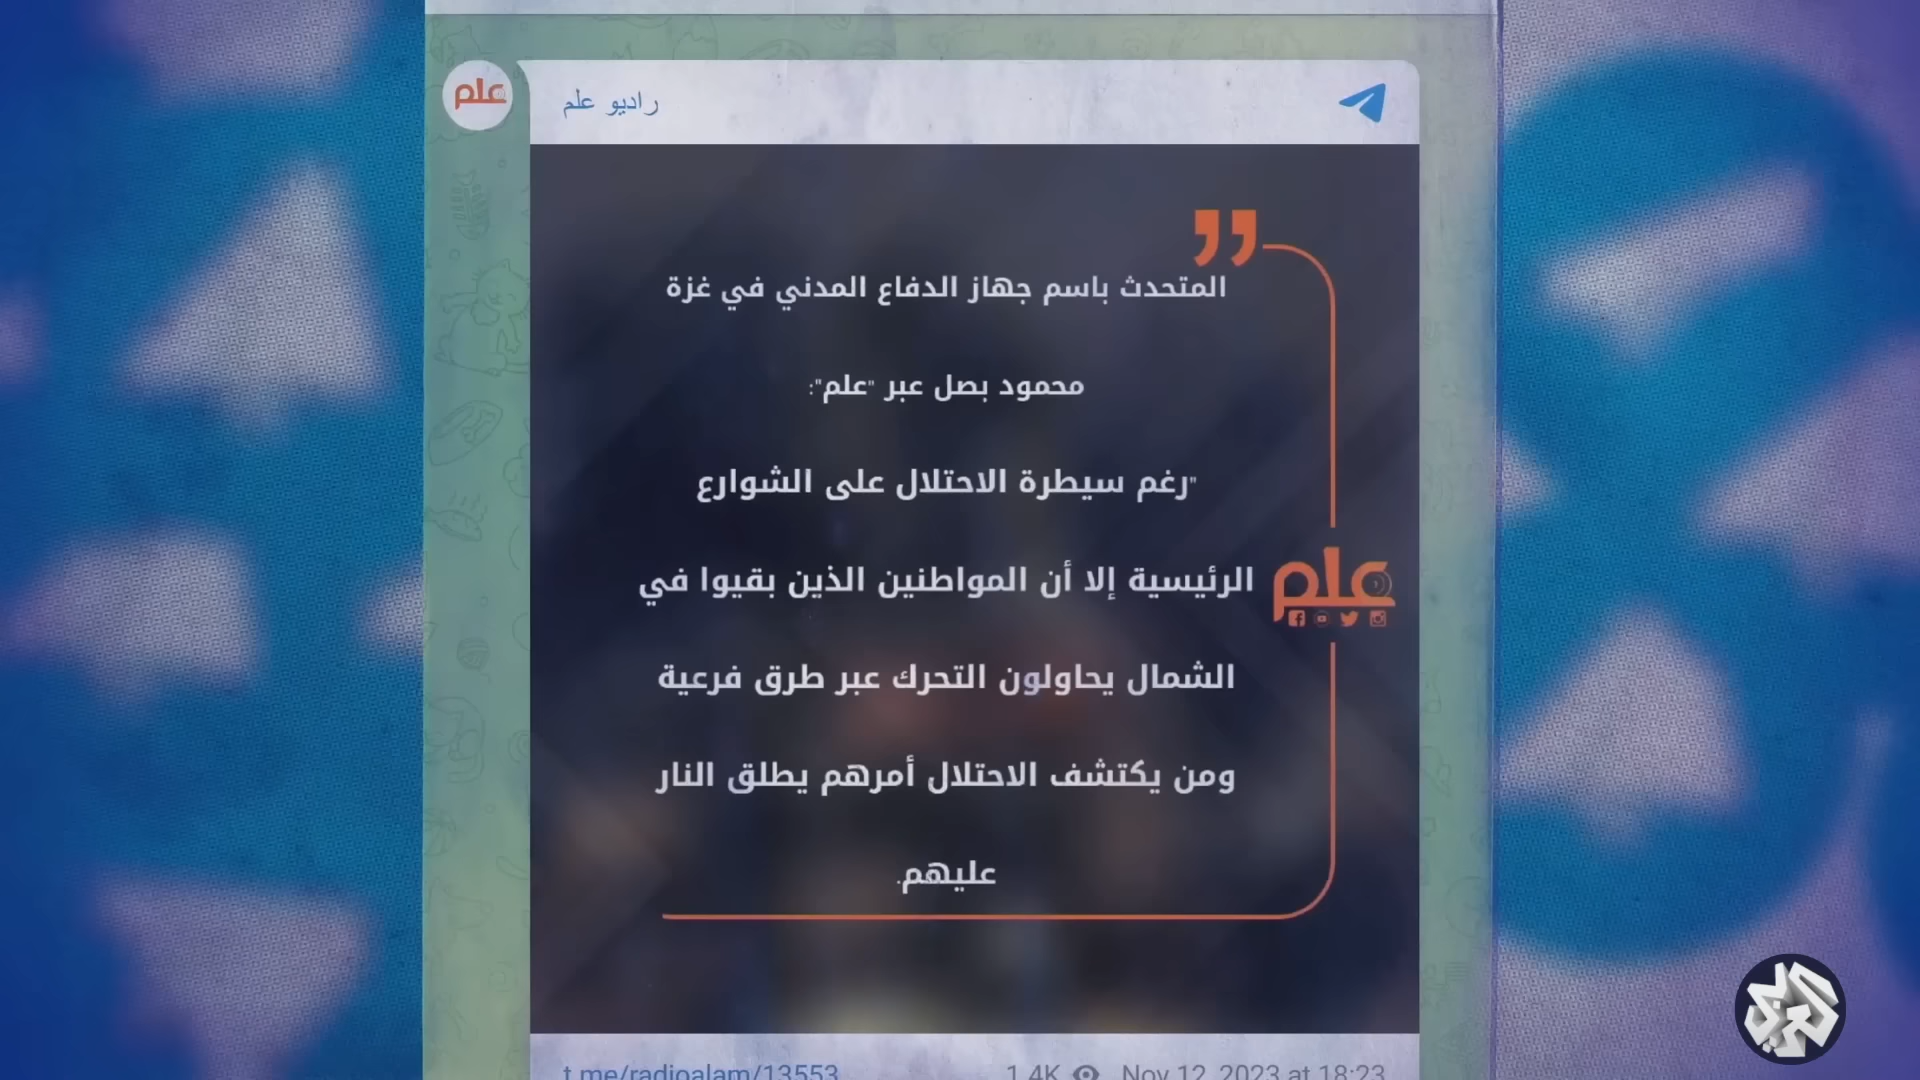 علم
راديو علم
المتحدث باسم جهاز الدفاع المدني في غزة
محمود بصل عبر "علم":
"رغم سيطرة الاحتلال على الشوارع
الرئيسية إلا أن المواطنين الذين بقيوا في
علم
الشمال يحاولون التحرك عبر طرق فرعية
ومن يكتشف الاحتلال أمرهم يطلق النار
عليهم.
t.me/radioalam/13553 1.4K Nov 12, 2023 at 18:23
العربي